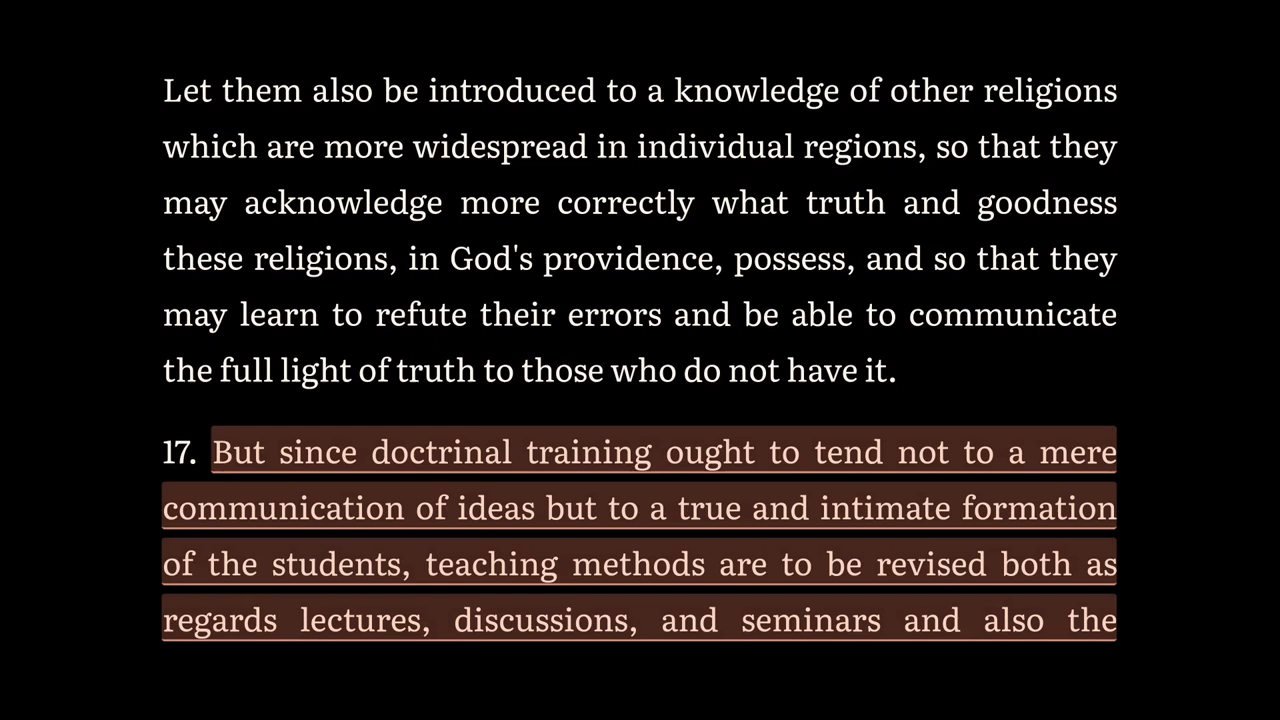 Let them also be introduced to a knowledge of other religions
which are more widespread in individual regions, so that they
may acknowledge more correctly what truth and goodness
these religions, in God's providence, possess, and so that they
may learn to refute their errors and be able to communicate
the full light of truth to those who do not have it.
17. But since doctrinal training ought to tend not to a mere
communication of ideas but to a true and intimate formation
of the students, teaching methods are to be revised both as
regards lectures, discussions, and seminars and also the